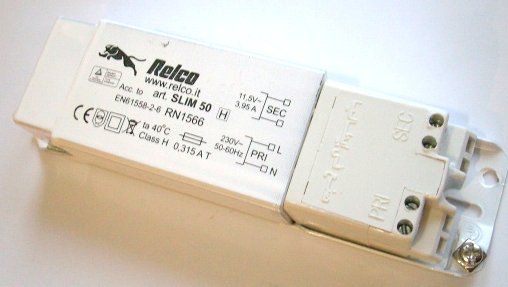 Relco
www.relco.it
art. SLIM 50
Acc. to
EN61558-2-6 RN1566
H
11,5V~
3,95 A
SEC
CE
ta 40°C
Class H 0,315 A T
230V~
50-60Hz
PRI
L
N
SEC
PRI